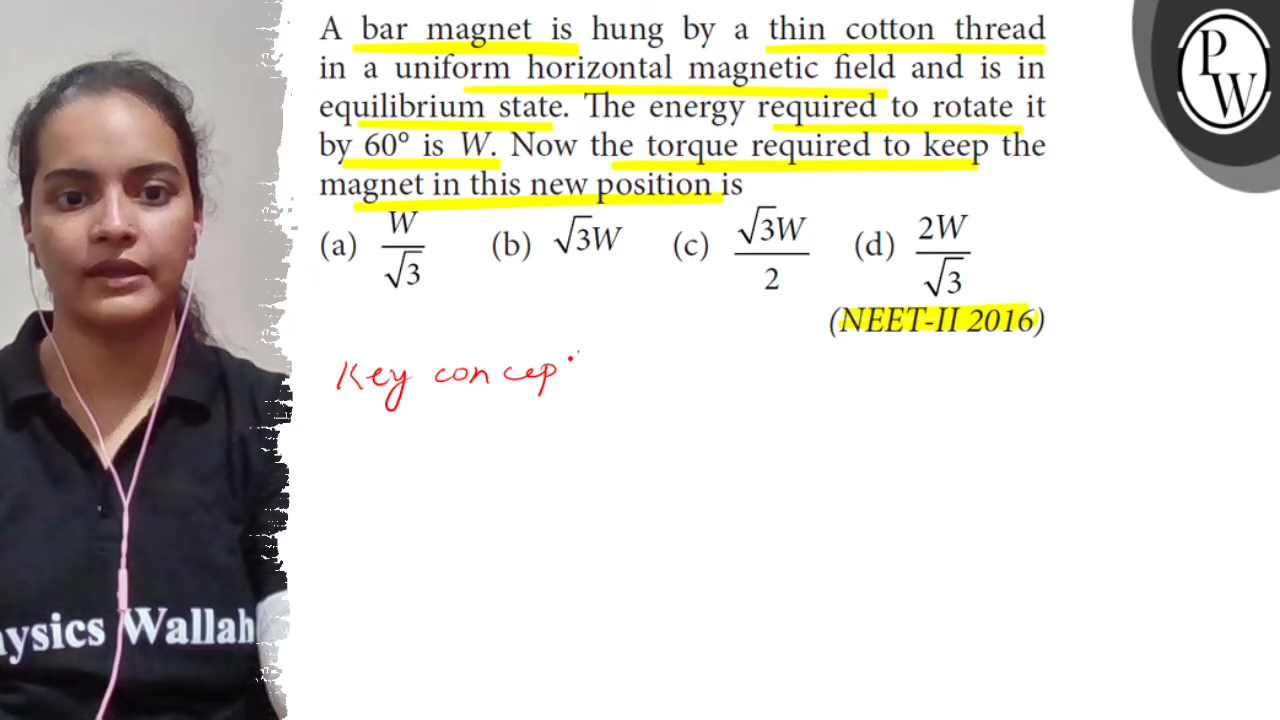 A bar magnet is hung by a thin cotton thread
in a uniform horizontal magnetic field and is in
equilibrium state. The energy required to rotate it
by 60° is W. Now the torque required to keep the
magnet in this new position is
(a) W/√3 (b) √3W (c) √3W/2 (d) 2W/√3
(NEET-II 2016)
Key concep
PW
ysics Wallah